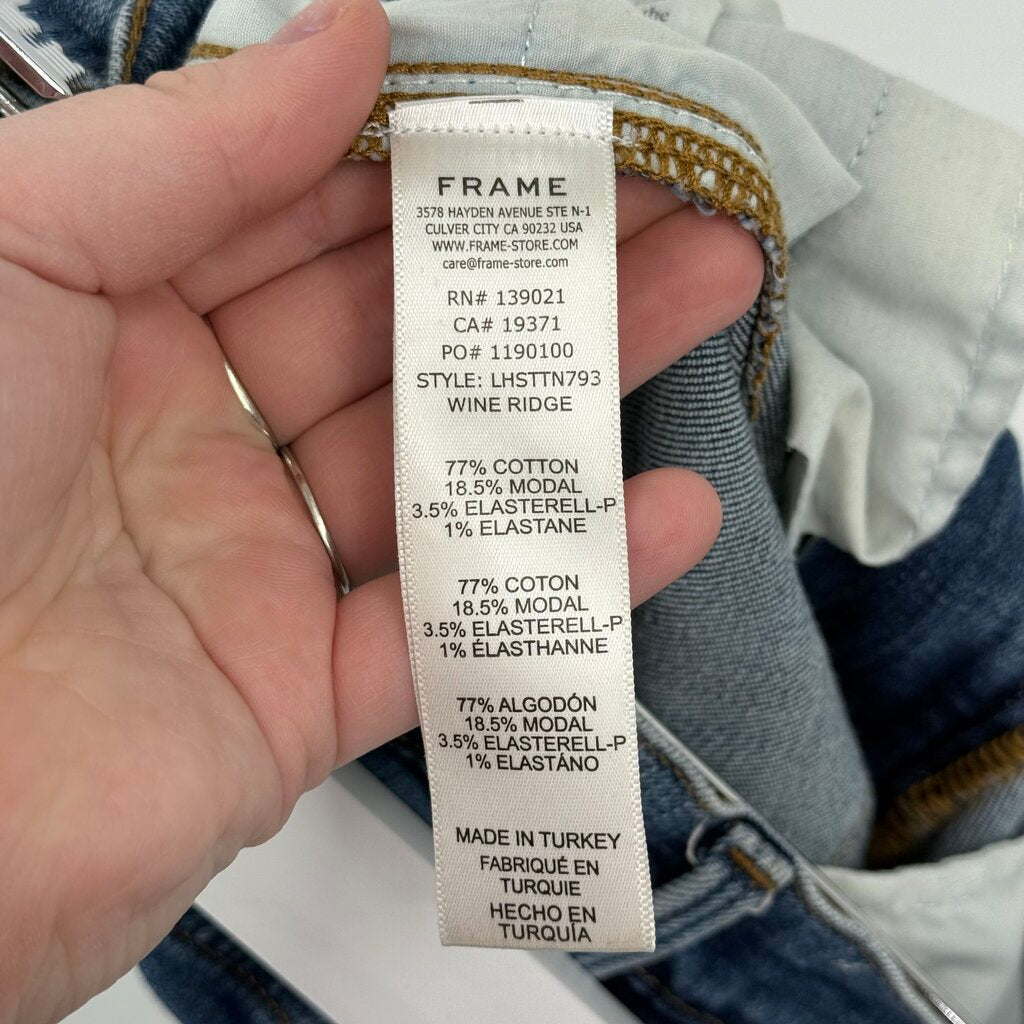 FRAME
3578 HAYDEN AVENUE STE N-1
CULVER CITY CA 90232 USA
WWW.FRAME-STORE.COM
care@frame-store.com
RN# 139021
CA# 19371
PO# 1190100
STYLE: LHSTTN793
WINE RIDGE
77% COTTON
18.5% MODAL
3.5% ELASTERELL-P
1% ELASTANE
77% COTON
18.5% MODAL
3.5% ELASTERELL-P
1% ÉLASTHANNE
77% ALGODÓN
18.5% MODAL
3.5% ELASTERELL-P
1% ELASTÁNO
MADE IN TURKEY
FABRIQUÉ EN
TURQUIE
HECHO EN
TURQUÍA